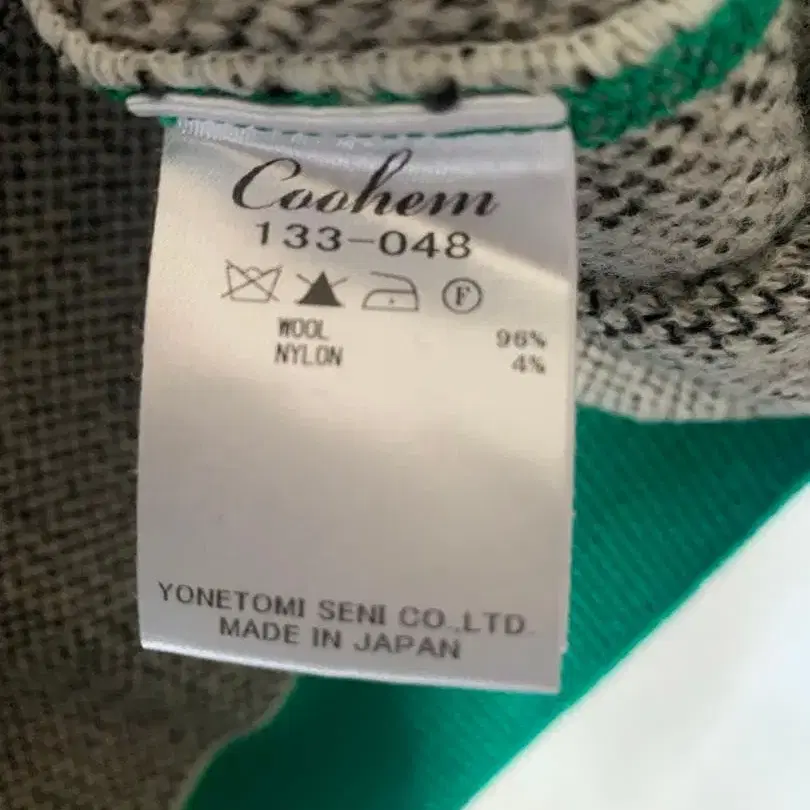 Coohem
133-048
F
WOOL 96%
NYLON 4%
YONETOMI SENI CO.,LTD.
MADE IN JAPAN